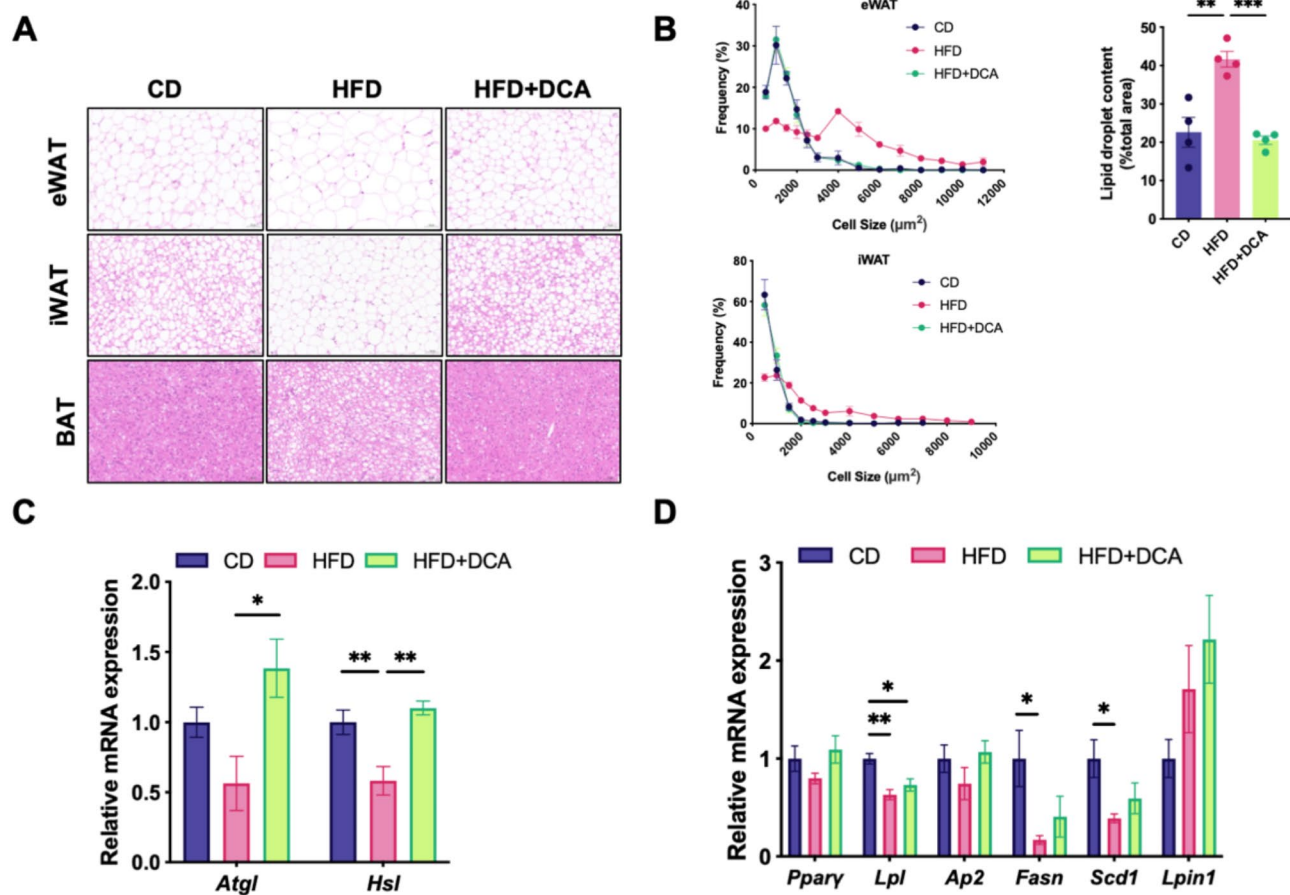 A
CD HFD HFD+DCA
eWAT
iWAT
BAT
B
eWAT
Frequency (%)
40
30
20
10
0
CD
HFD
HFD+DCA
0 2000 4000 6000 8000 10000 12000
Cell Size (µm²)
iWAT
Frequency (%)
80
60
40
20
0
CD
HFD
HFD+DCA
0 2000 4000 6000 8000 10000
Cell Size (µm²)
** ***
Lipid droplet content
(%total area)
50
40
30
20
10
0
CD HFD HFD+DCA
C
CD HFD HFD+DCA
Relative mRNA expression
2.0
1.5
1.0
0.5
0.0
*
** **
Atgl Hsl
D
CD HFD HFD+DCA
Relative mRNA expression
3
2
1
0
*
**
*
*
Pparγ Lpl Ap2 Fasn Scd1 Lpin1